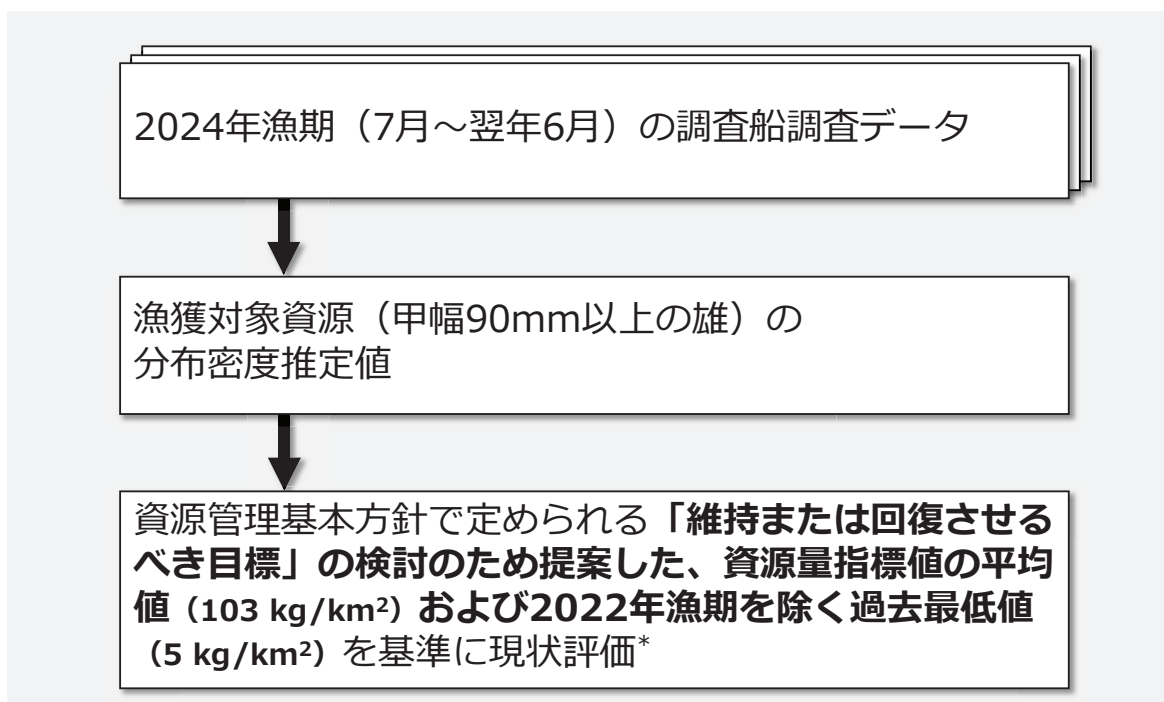 2024年漁期（7月～翌年6月）の調査船調査データ
漁獲対象資源（甲幅90mm以上の雄）の
分布密度推定値
資源管理基本方針で定められる「維持または回復させる
べき目標」の検討のため提案した、資源量指標値の平均
値（103 kg/km²）および2022年漁期を除く過去最低値
（5 kg/km²）を基準に現状評価*